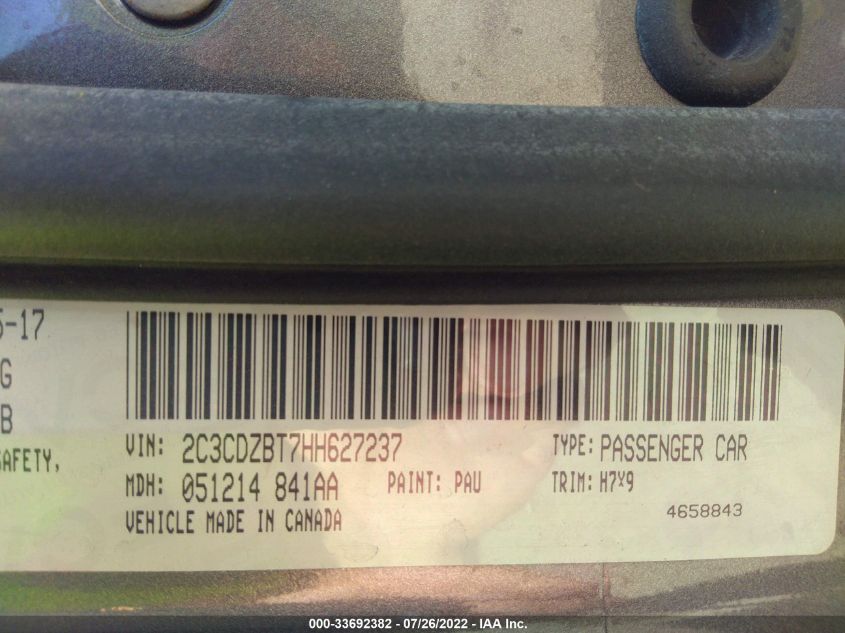 5-17
G
B
SAFETY,
VIN: 2C3CDZBT7HH627237
TYPE: PASSENGER CAR
MDH: 051214 841AA
PAINT: PAU
TRIM: H7X9
VEHICLE MADE IN CANADA
4658843
000-33692382 / 07/26/2022 - IAA Inc.